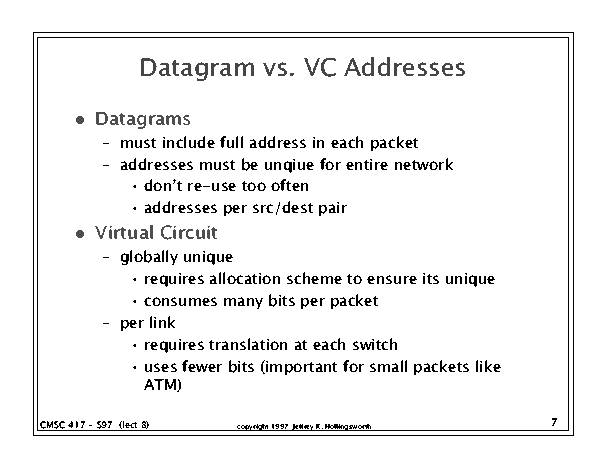 Datagram vs. VC Addresses
● Datagrams
– must include full address in each packet
– addresses must be unqiue for entire network
• don't re-use too often
• addresses per src/dest pair
● Virtual Circuit
– globally unique
• requires allocation scheme to ensure its unique
• consumes many bits per packet
– per link
• requires translation at each switch
• uses fewer bits (important for small packets like
ATM)
CMSC 417 - S97 (lect 8)
copyright 1997 Jeffrey K. Hollingsworth
7